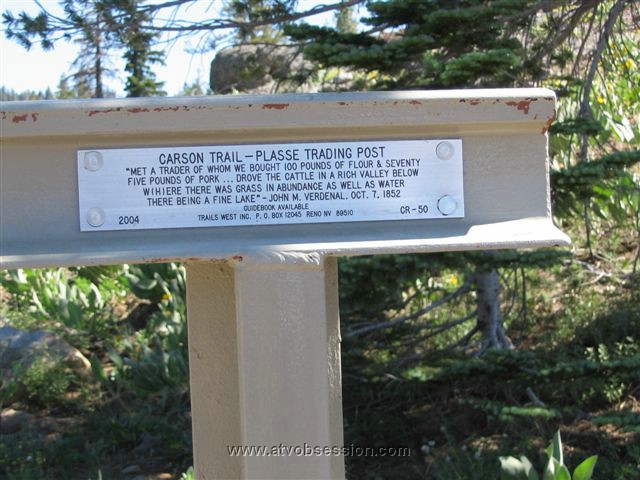 CARSON TRAIL - PLASSE TRADING POST
"MET A TRADER OF WHOM WE BOUGHT 100 POUNDS OF FLOUR & SEVENTY
FIVE POUNDS OF PORK ... DROVE THE CATTLE IN A RICH VALLEY BELOW
W(H)ERE THERE WAS GRASS IN ABUNDANCE AS WELL AS WATER
THERE BEING A FINE LAKE" - JOHN M. VERDENAL, OCT. 7, 1852
GUIDEBOOK AVAILABLE
2004 TRAILS WEST INC. P.O. BOX 12045 RENO NV 89510 CR-50
www.atvobsession.com